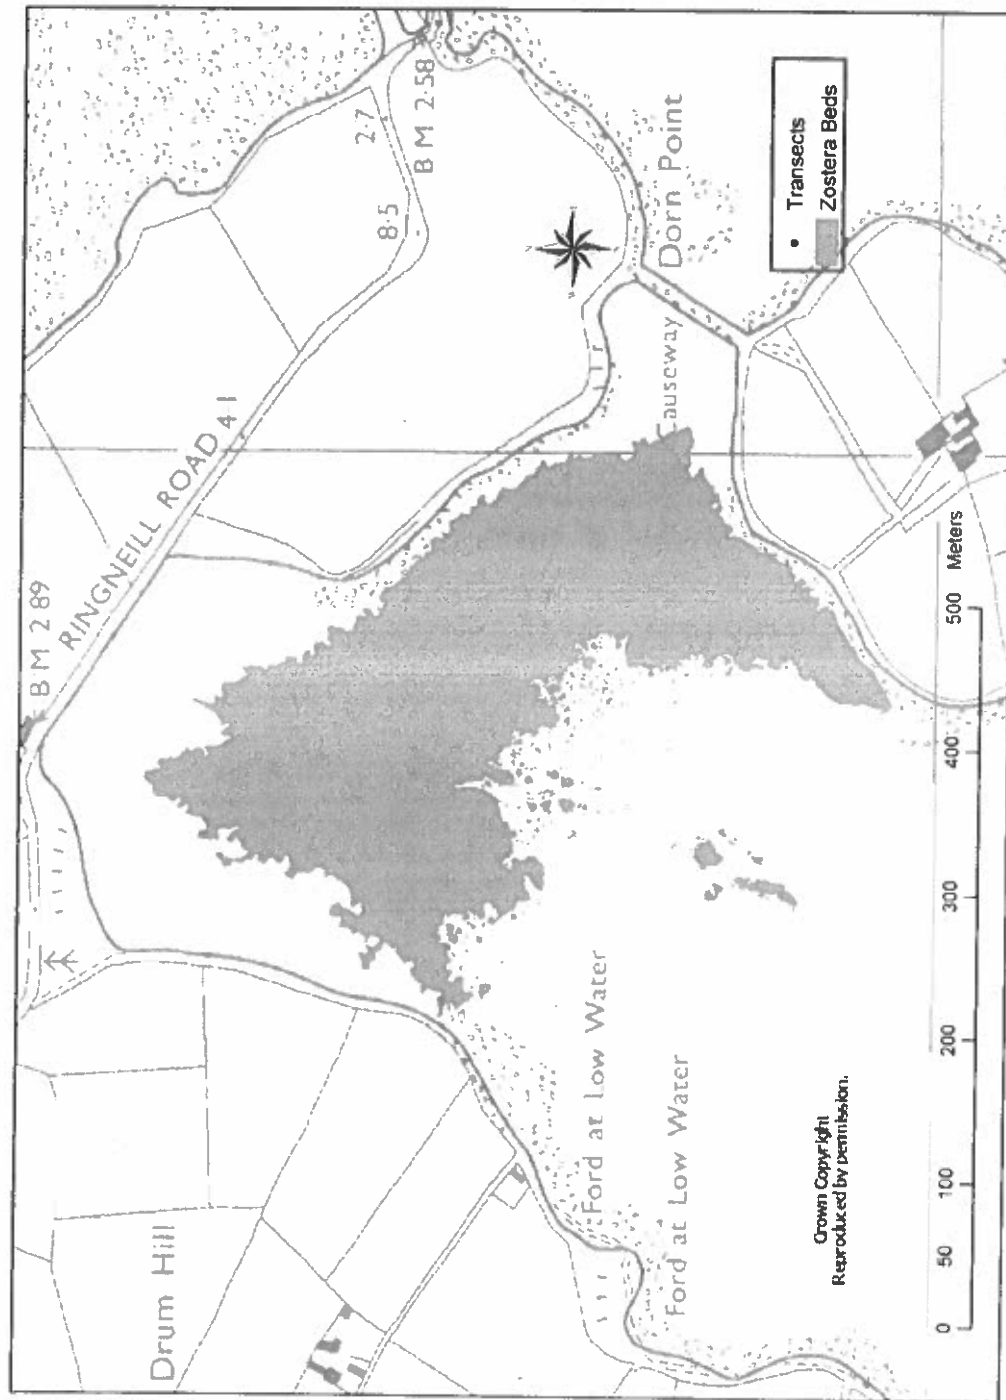 B M 2 89
RINGNEILL ROAD 4 1
8 5
2 7
B M 2 58
Drum Hill
Causeway
Dorn Point
Ford at Low Water
Ford at Low Water
Transects
Zostera Beds
Crown Copyright
Reproduced by permission.
0 50 100 200 300 400 500 Meters